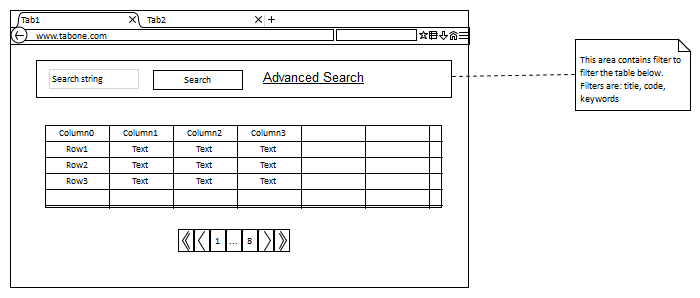 Tab1 Tab2
www.tabone.com
Search string Search Advanced Search
This area contains filter to
filter the table below.
Filters are: title, code,
keywords
Column0 Column1 Column2 Column3
Row1 Text Text Text
Row2 Text Text Text
Row3 Text Text Text
1 ... 8